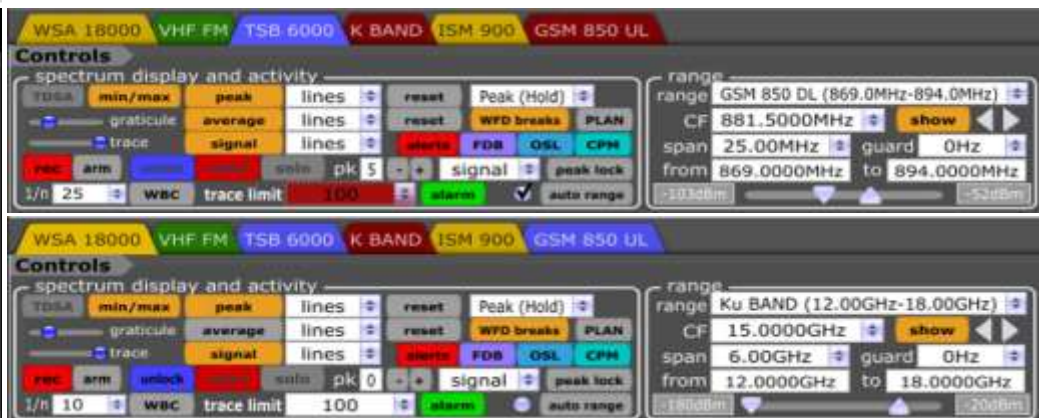 WSA 18000 VHF FM TSB 6000 K BAND ISM 900 GSM 850 UL
Controls
spectrum display and activity range
TDSA min/max peak lines reset Peak (Hold) range GSM 850 DL (869.0MHz-894.0MHz)
graticule average lines reset WFD breaks PLAN CF 881.5000MHz show
trace signal lines alerts FDB OSL CPM span 25.00MHz guard 0Hz
rec arm solo pk 5 - + signal peak lock from 869.0000MHz to 894.0000MHz
1/n 25 WBC trace limit 100 alarm auto range -103dBm -52dBm
WSA 18000 VHF FM TSB 6000 K BAND ISM 900 GSM 850 UL
Controls
spectrum display and activity range
TDSA min/max peak lines reset Peak (Hold) range Ku BAND (12.00GHz-18.00GHz)
graticule average lines reset WFD breaks PLAN CF 15.0000GHz show
trace signal lines alerts FDB OSL CPM span 6.00GHz guard 0Hz
rec arm unlock solo pk 0 - + signal peak lock from 12.0000GHz to 18.0000GHz
1/n 10 WBC trace limit 100 alarm auto range -180dBm -20dBm